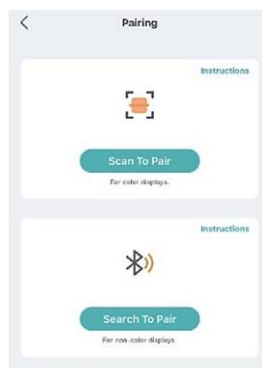 Pairing
Instructions
Scan To Pair
For color displays.
Instructions
Search To Pair
For non-color displays.